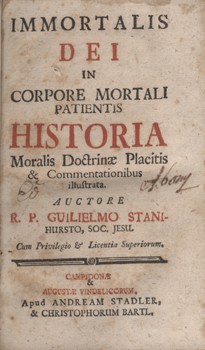 IMMORTALIS
DEI
IN
CORPORE MORTALI
PATIENTIS
HISTORIA
Moralis Doctrinæ Placitis
& Commentationibus
illustrata.
AUCTORE
R. P. GUILIELMO STANI-
HURSTO, SOC. JESU.
Cum Privilegio & Licentia Superiorum.
CAMPIDONÆ
&
AUGUSTÆ VINDELICORUM,
Apud ANDREAM STADLER,
& CHRISTOPHORUM BARTL.